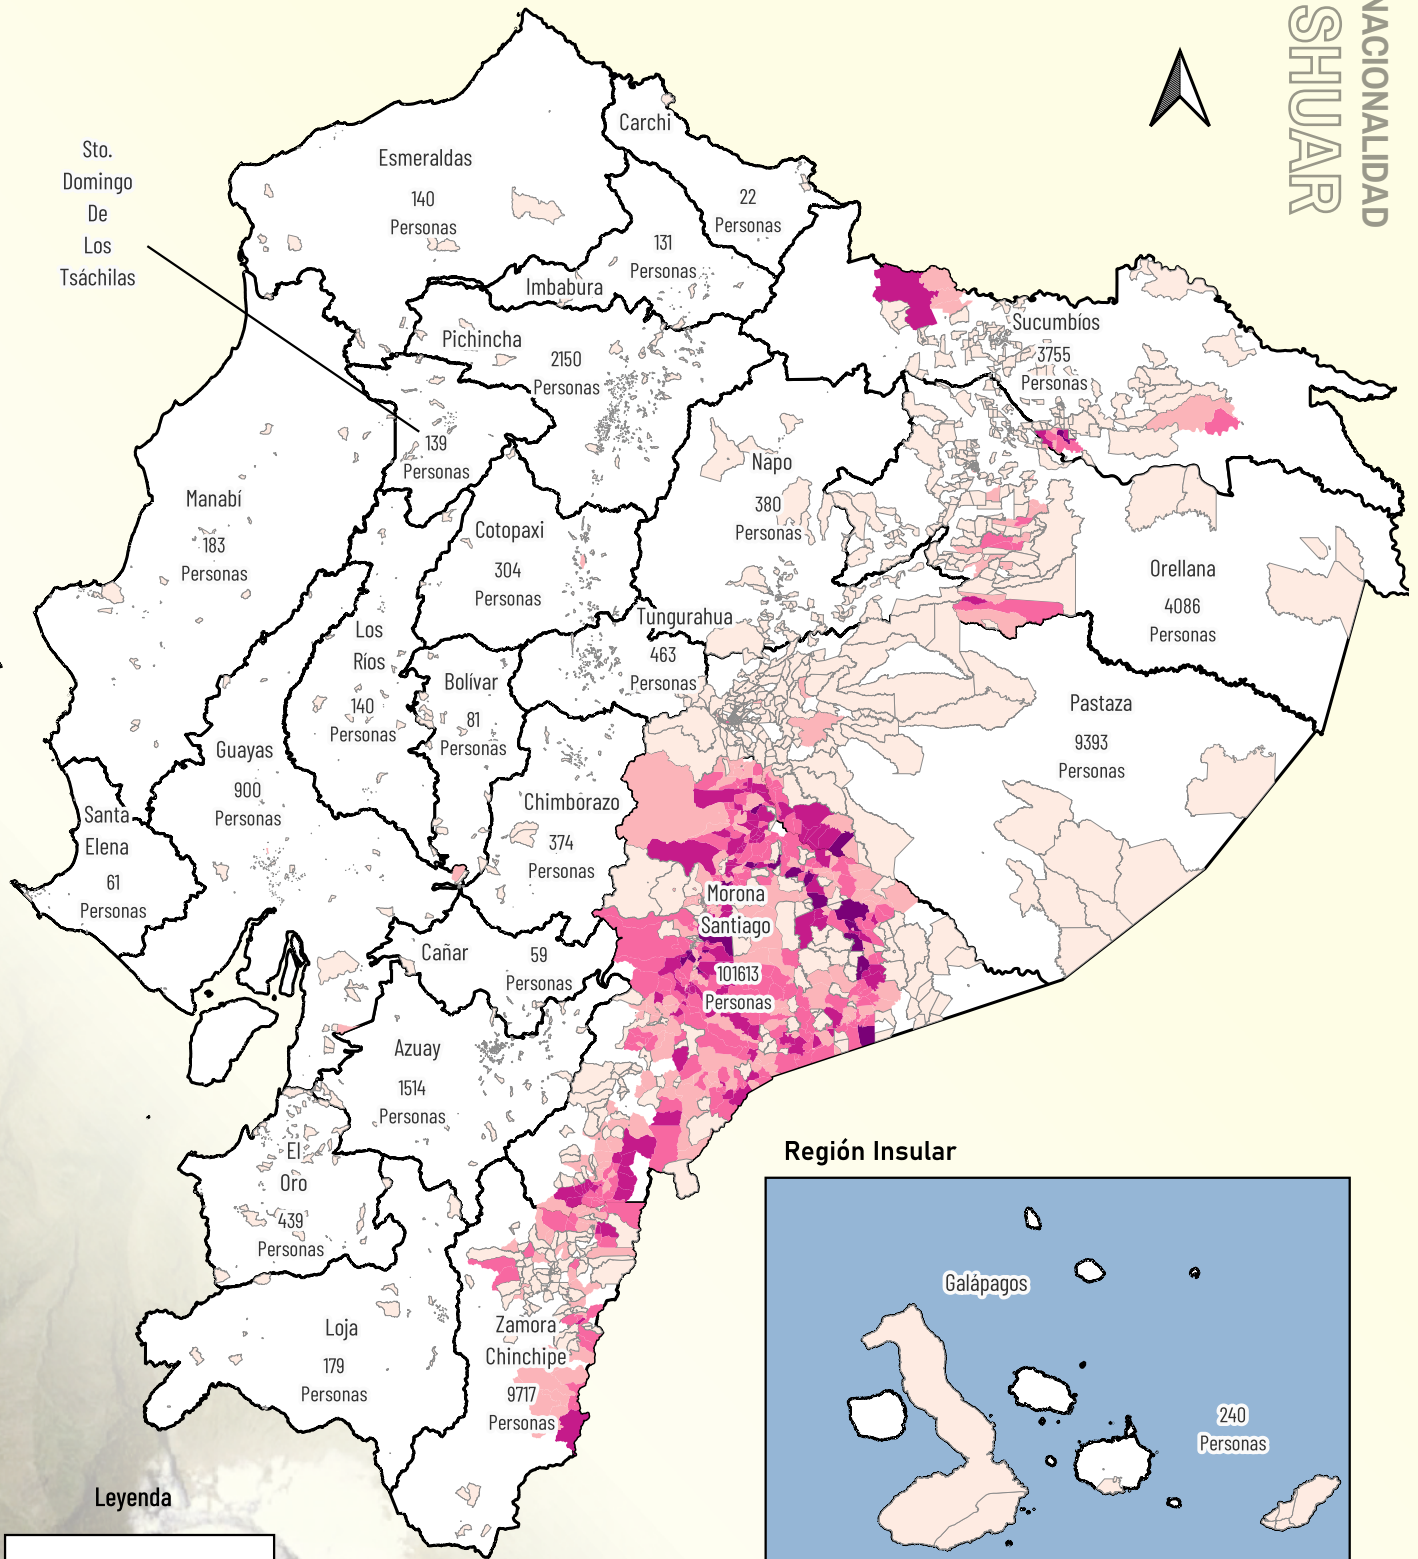 NACIONALIDAD
SHUAR
Sto.
Domingo
De
Los
Tsáchilas
139
Personas
Esmeraldas
140
Personas
Carchi
22
Personas
131
Personas
Imbabura
Pichincha
2150
Personas
Sucumbíos
3755
Personas
Manabí
183
Personas
Cotopaxi
304
Personas
Napo
380
Personas
Orellana
4086
Personas
Tungurahua
463
Personas
Los
Ríos
140
Personas
Bolívar
81
Personas
Pastaza
9393
Personas
Guayas
900
Personas
Santa
Elena
61
Personas
Chimborazo
374
Personas
Morona
Santiago
101613
Personas
Cañar
59
Personas
Azuay
1514
Personas
El
Oro
439
Personas
Loja
179
Personas
Zamora
Chinchipe
9717
Personas
Región Insular
Galápagos
240
Personas
Leyenda